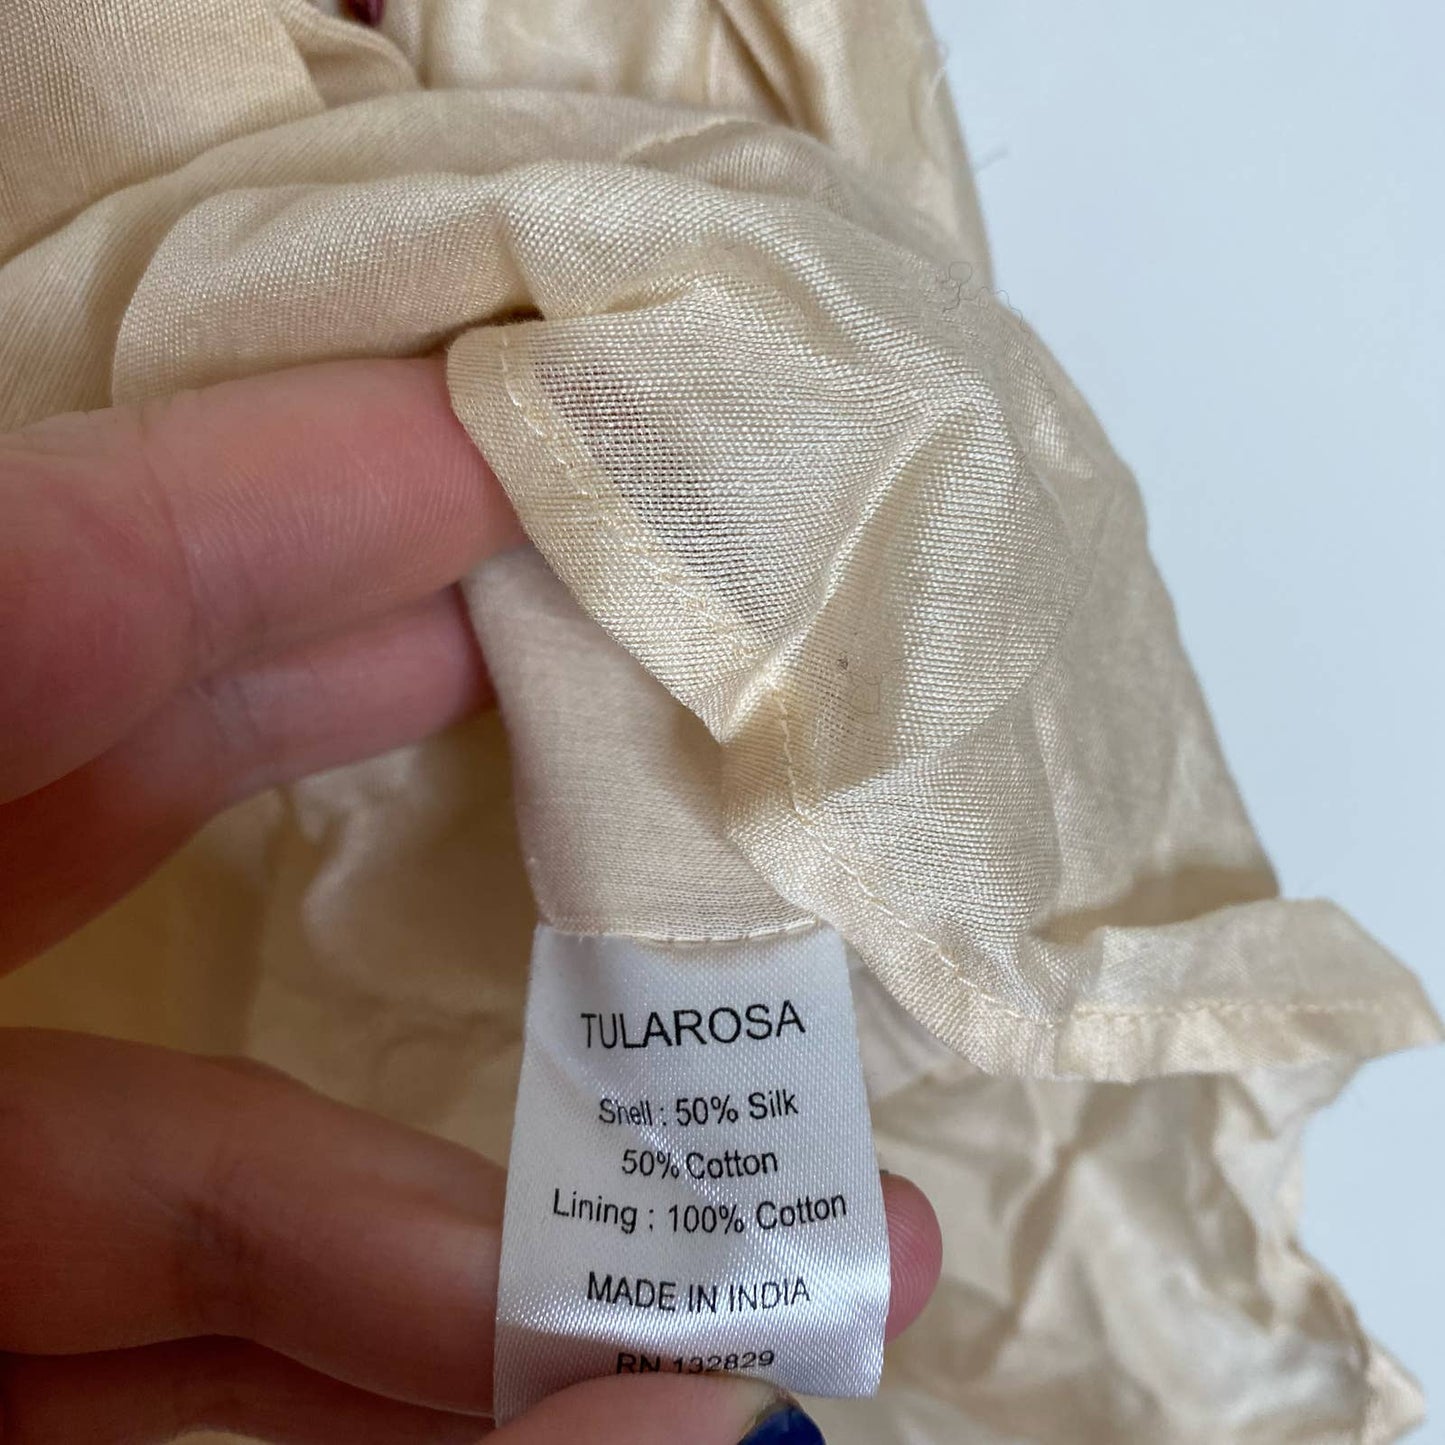 TULAROSA
Shell : 50% Silk
50% Cotton
Lining : 100% Cotton
MADE IN INDIA
RN 132829